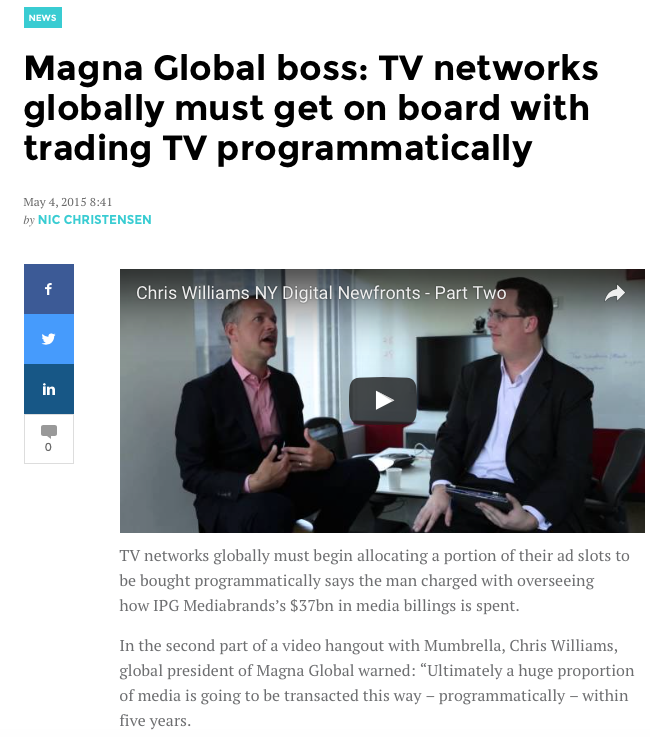 NEWS
Magna Global boss: TV networks
globally must get on board with
trading TV programmatically
May 4, 2015 8:41
by NIC CHRISTENSEN
f
in
0
Chris Williams NY Digital Newfronts - Part Two
TV networks globally must begin allocating a portion of their ad slots to
be bought programmatically says the man charged with overseeing
how IPG Mediabrands’s $37bn in media billings is spent.
In the second part of a video hangout with Mumbrella, Chris Williams,
global president of Magna Global warned: “Ultimately a huge proportion
of media is going to be transacted this way – programmatically – within
five years.